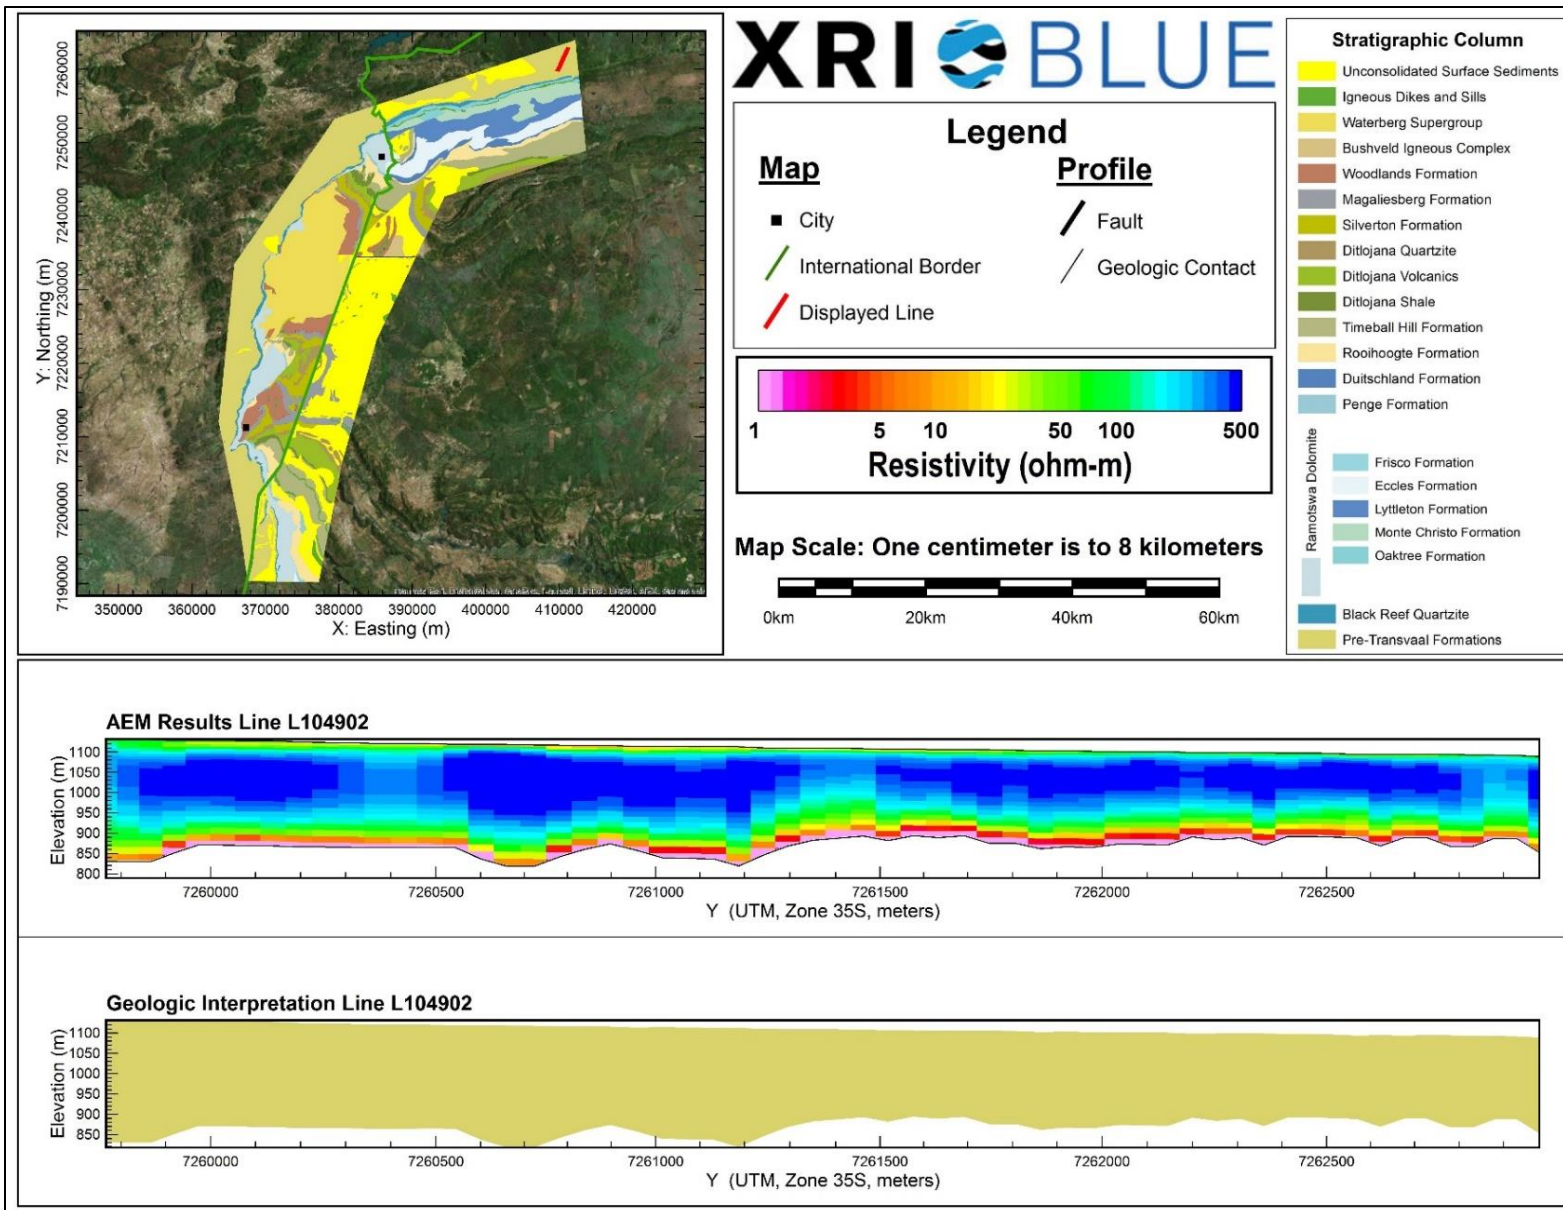 XRI BLUE
7260000
7250000
7240000
7230000
7220000
7210000
7200000
7190000
Y: Northing (m)
350000 360000 370000 380000 390000 400000 410000 420000
X: Easting (m)
Legend
Map
City
International Border
Displayed Line
Profile
Fault
Geologic Contact
1 5 10 50 100 500
Resistivity (ohm-m)
Map Scale: One centimeter is to 8 kilometers
0km 20km 40km 60km
Stratigraphic Column
Unconsolidated Surface Sediments
Igneous Dikes and Sills
Waterberg Supergroup
Bushveld Igneous Complex
Woodlands Formation
Magaliesberg Formation
Silverton Formation
Ditlojana Quartzite
Ditlojana Volcanics
Ditlojana Shale
Timeball Hill Formation
Rooihoogte Formation
Duitschland Formation
Penge Formation
Ramotswa Dolomite
Frisco Formation
Eccles Formation
Lyttleton Formation
Monte Christo Formation
Oaktree Formation
Black Reef Quartzite
Pre-Transvaal Formations
AEM Results Line L104902
Elevation (m)
1100
1050
1000
950
900
850
800
7260000 7260500 7261000 7261500 7262000 7262500
Y (UTM, Zone 35S, meters)
Geologic Interpretation Line L104902
Elevation (m)
1100
1050
1000
950
900
850
7260000 7260500 7261000 7261500 7262000 7262500
Y (UTM, Zone 35S, meters)